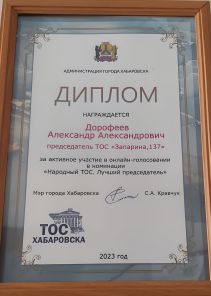 АДМИНИСТРАЦИЯ ГОРОДА ХАБАРОВСКА
ДИПЛОМ
НАГРАЖДАЕТСЯ
Дорофеев
Александр Александрович
председатель ТОС «Запарина,137»
за активное участие в онлайн-голосовании
в номинации
«Народный ТОС. Лучший председатель»
Мэр города Хабаровска С.А. Кравчук
ТОС
ХАБАРОВСКА
2023 год